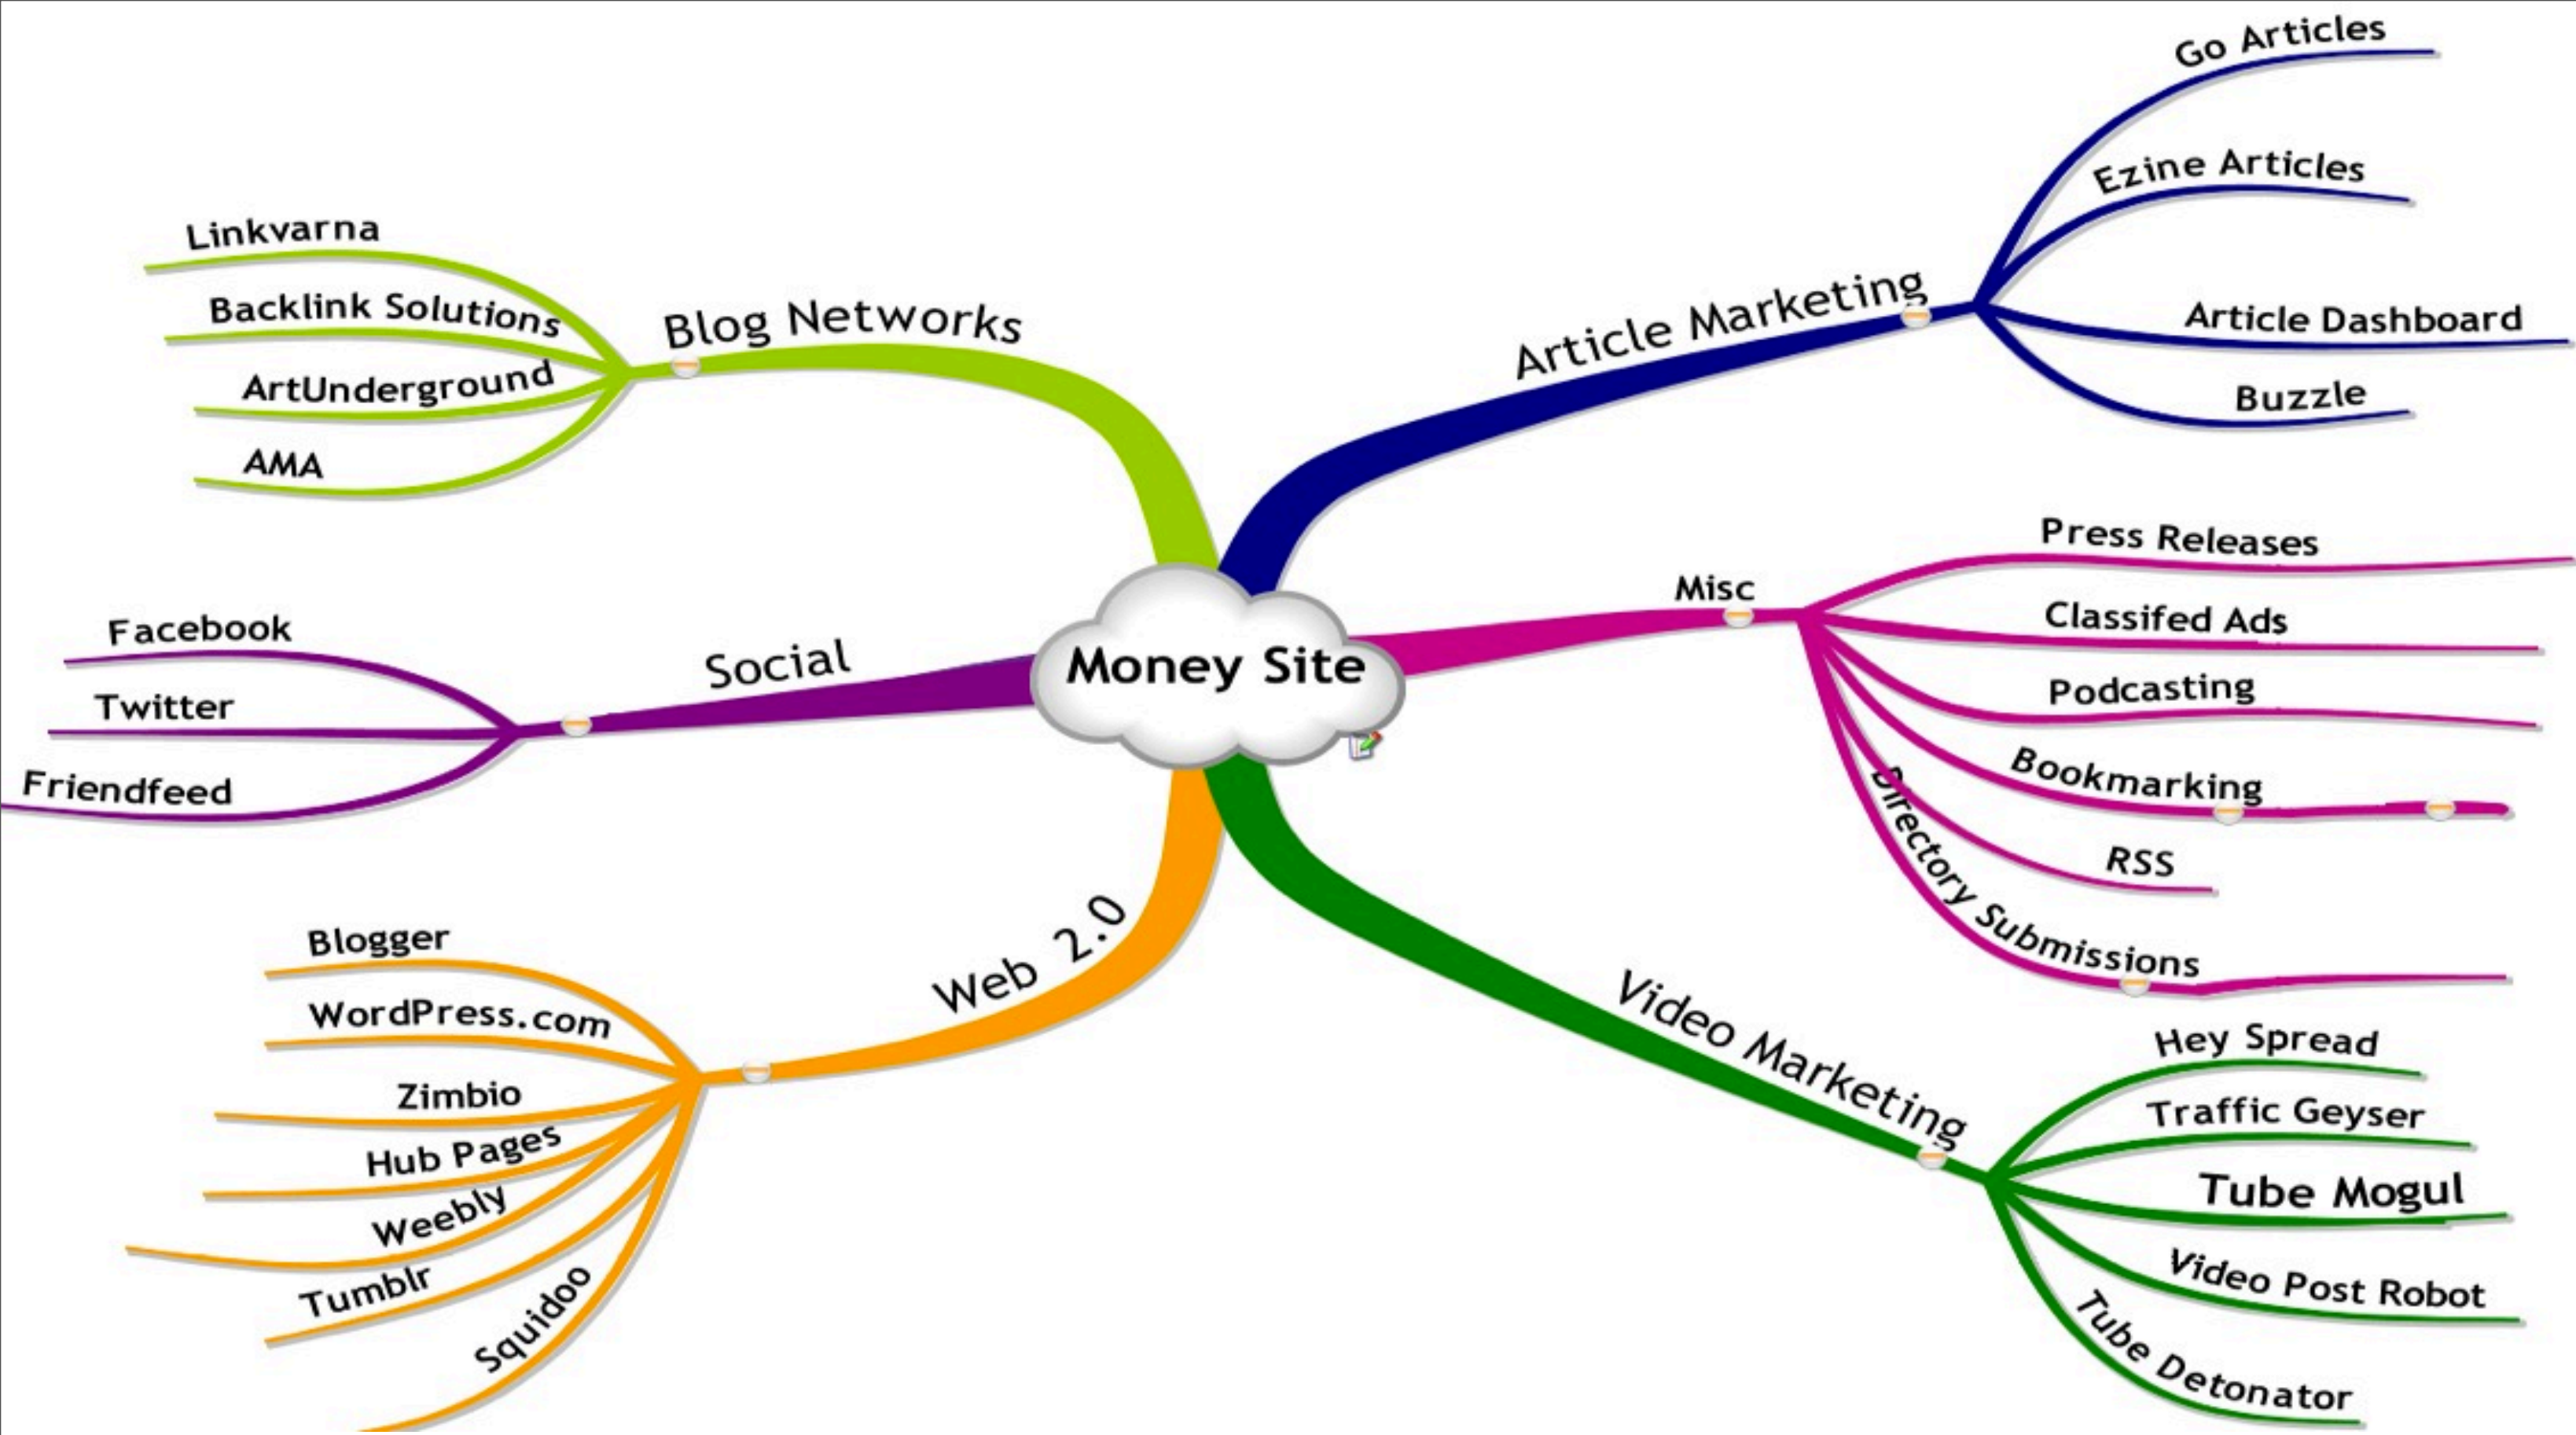 Money Site
Blog Networks
Linkvarna
Backlink Solutions
ArtUnderground
AMA
Social
Facebook
Twitter
Friendfeed
Web 2.0
Blogger
WordPress.com
Zimbio
Hub Pages
Weebly
Tumblr
Squidoo
Article Marketing
Go Articles
Ezine Articles
Article Dashboard
Buzzle
Misc
Press Releases
Classifed Ads
Podcasting
Bookmarking
RSS
Directory Submissions
Video Marketing
Hey Spread
Traffic Geyser
Tube Mogul
Video Post Robot
Tube Detonator